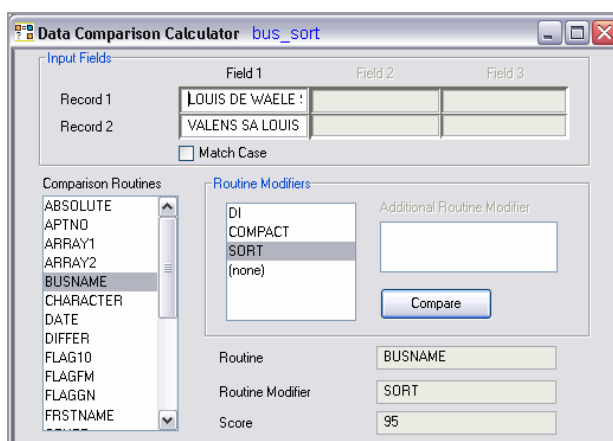 Data Comparison Calculator bus_sort
Input Fields
Field 1 Field 2 Field 3
Record 1 LOUIS DE WAELE
Record 2 VALENS SA LOUIS
Match Case
Comparison Routines
ABSOLUTE
APTNO
ARRAY1
ARRAY2
BUSNAME
CHARACTER
DATE
DIFFER
FLAG10
FLAGFM
FLAGGN
FRSTNAME
Routine Modifiers
DI
COMPACT
SORT
(none)
Additional Routine Modifier
Compare
Routine BUSNAME
Routine Modifier SORT
Score 95